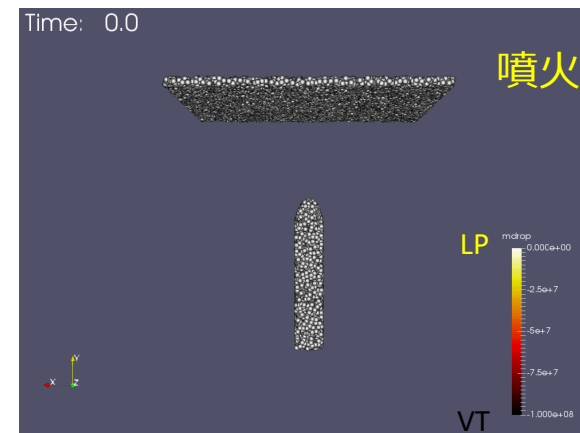 Time: 0.0
噴火
LP
mdrop
0.000e+00
-2.5e+7
-5e+7
-7.5e+7
-1.000e+08
Y
X
Z
VT